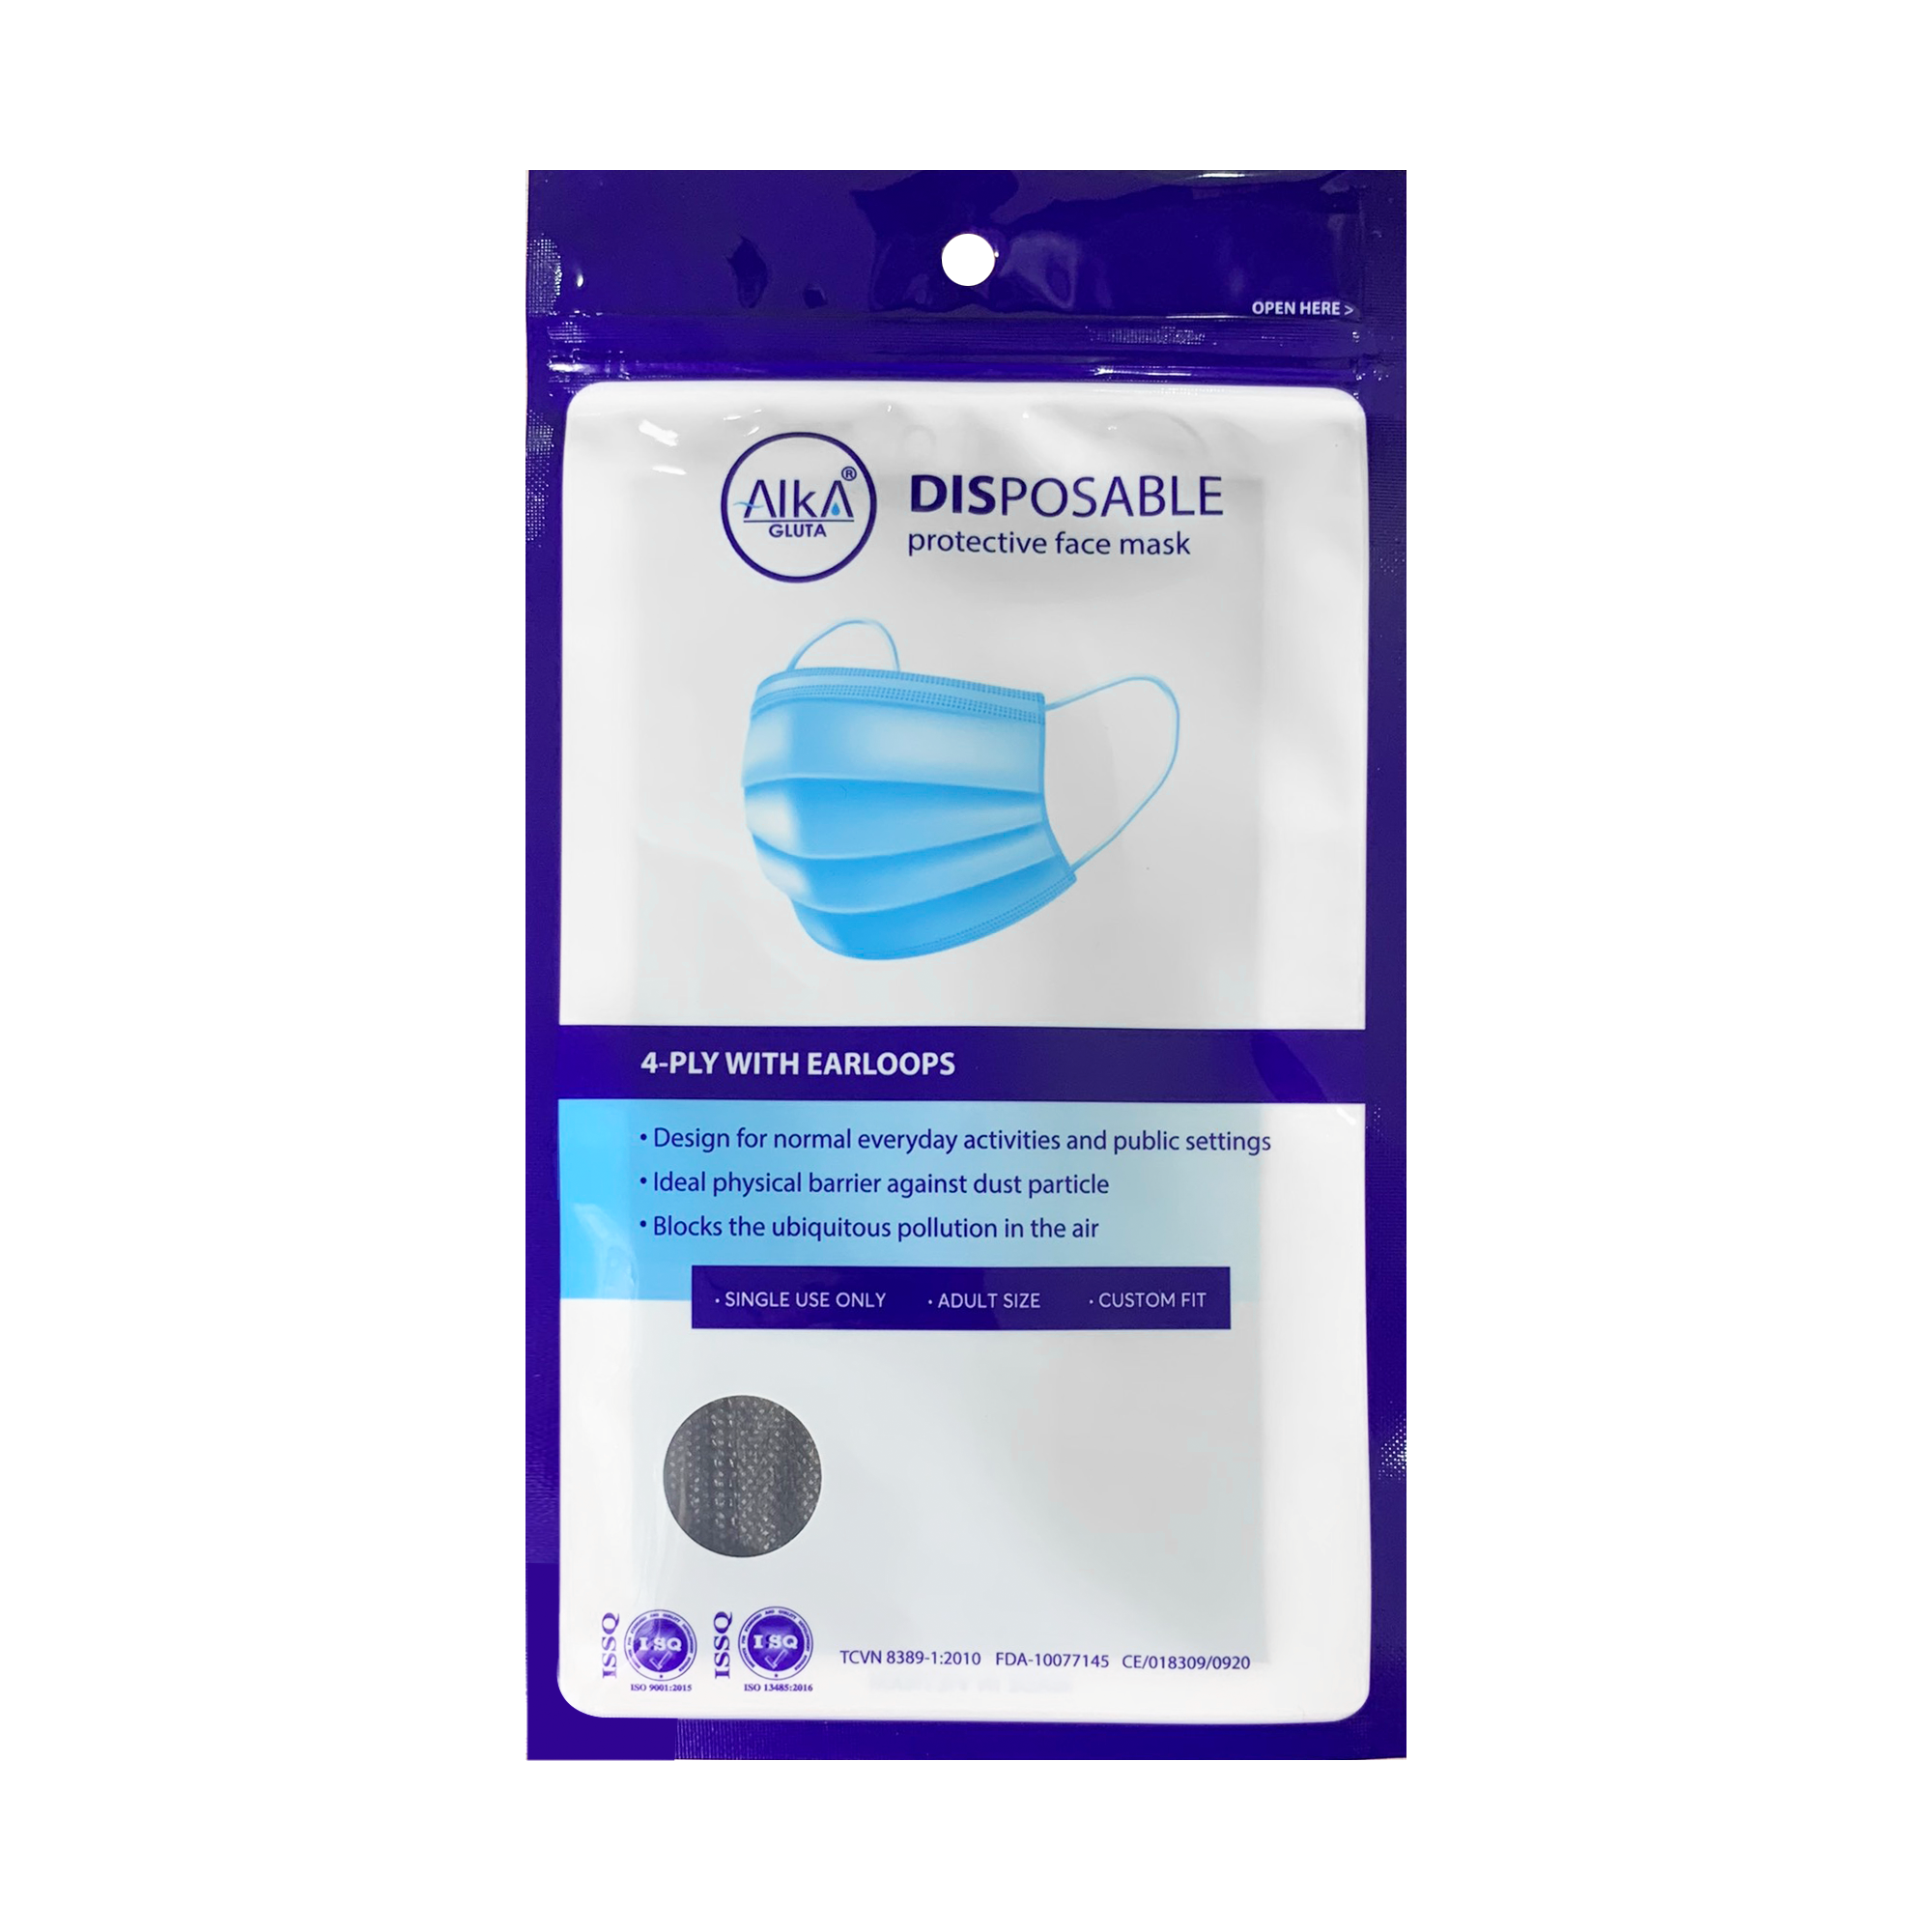 OPEN HERE >
AlkA®
GLUTA
DISPOSABLE
protective face mask
4-PLY WITH EARLOOPS
• Design for normal everyday activities and public settings
• Ideal physical barrier against dust particle
• Blocks the ubiquitous pollution in the air
• SINGLE USE ONLY • ADULT SIZE • CUSTOM FIT
ISSQ ISSQ
ISQ ISQ
ISO 9001:2015 ISO 13485:2016
TCVN 8389-1:2010 FDA-10077145 CE/018309/0920